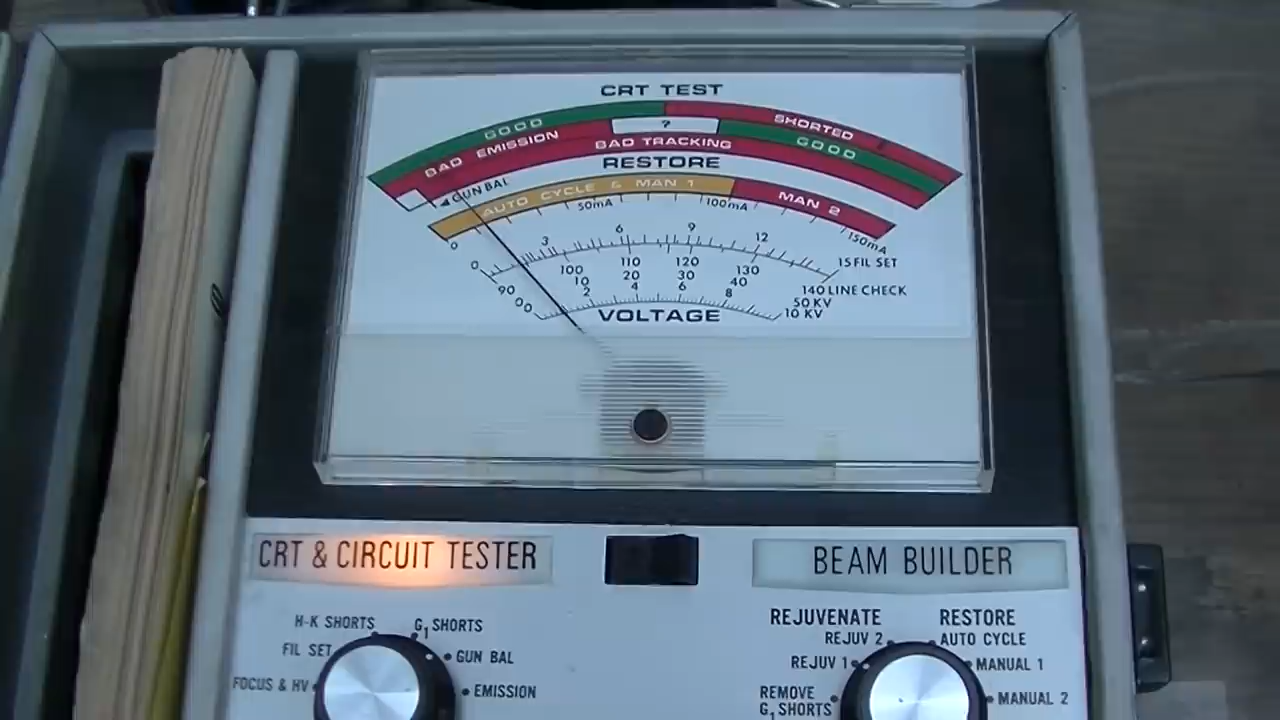 CRT TEST
GOOD
SHORTED
BAD EMISSION
?
GOOD
BAD TRACKING
RESTORE
◄GUN BAL
AUTO CYCLE & MAN 1
MAN 2
0 50mA 100mA 150mA
0 3 6 9 12 15 FIL SET
90 100 110 120 130 140 LINE CHECK
0 10 20 30 40 50 KV
0 2 4 6 8 10 KV
VOLTAGE
CRT & CIRCUIT TESTER
BEAM BUILDER
H-K SHORTS
G1 SHORTS
FIL SET
GUN BAL
FOCUS & HV
EMISSION
REJUVENATE
RESTORE
REJUV 2
AUTO CYCLE
REJUV 1
MANUAL 1
REMOVE
G1 SHORTS
MANUAL 2